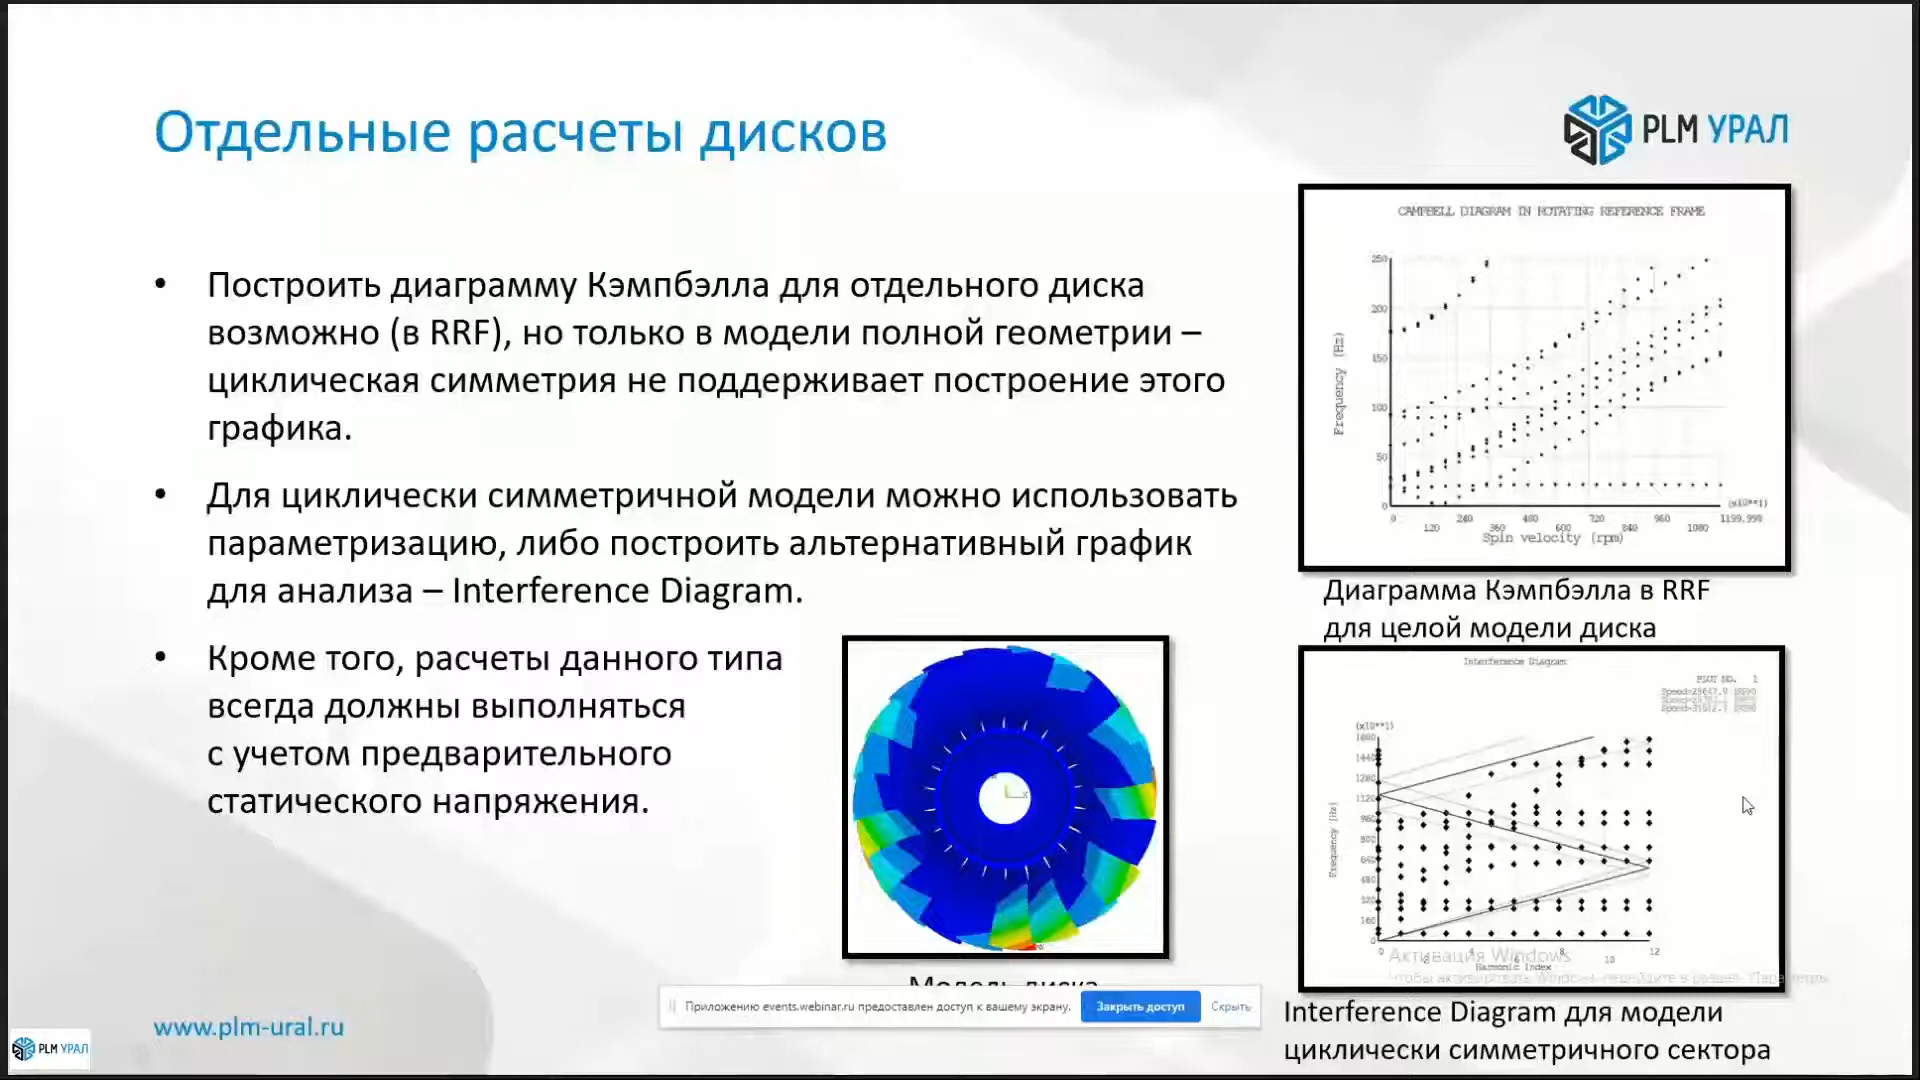 Отдельные расчеты дисков
PLM УРАЛ
• Построить диаграмму Кэмпбэлла для отдельного диска
возможно (в RRF), но только в модели полной геометрии –
циклическая симметрия не поддерживает построение этого
графика.
• Для циклически симметричной модели можно использовать
параметризацию, либо построить альтернативный график
для анализа – Interference Diagram.
• Кроме того, расчеты данного типа
всегда должны выполняться
с учетом предварительного
статического напряжения.
CAMPBELL DIAGRAM IN ROTATING REFERENCE FRAME
Frequency (Hz)
250
200
150
100
50
0
(x10**1)
0 240 480 720 960 1199.998
120 360 600 840 1080
Spin velocity (rpm)
Диаграмма Кэмпбэлла в RRF
для целой модели диска
Interference Diagram
PLOT NO. 1
(x10**1)
Frequency (Hz)
1440
1280
1120
960
800
640
480
320
160
0
0 4 8 12
10
Harmonic Index
Активация Windows
Interference Diagram для модели
циклически симметричного сектора
Модель диска
Приложению events.webinar.ru предоставлен доступ к вашему экрану.
Закрыть доступ
Скрыть
www.plm-ural.ru
PLM УРАЛ